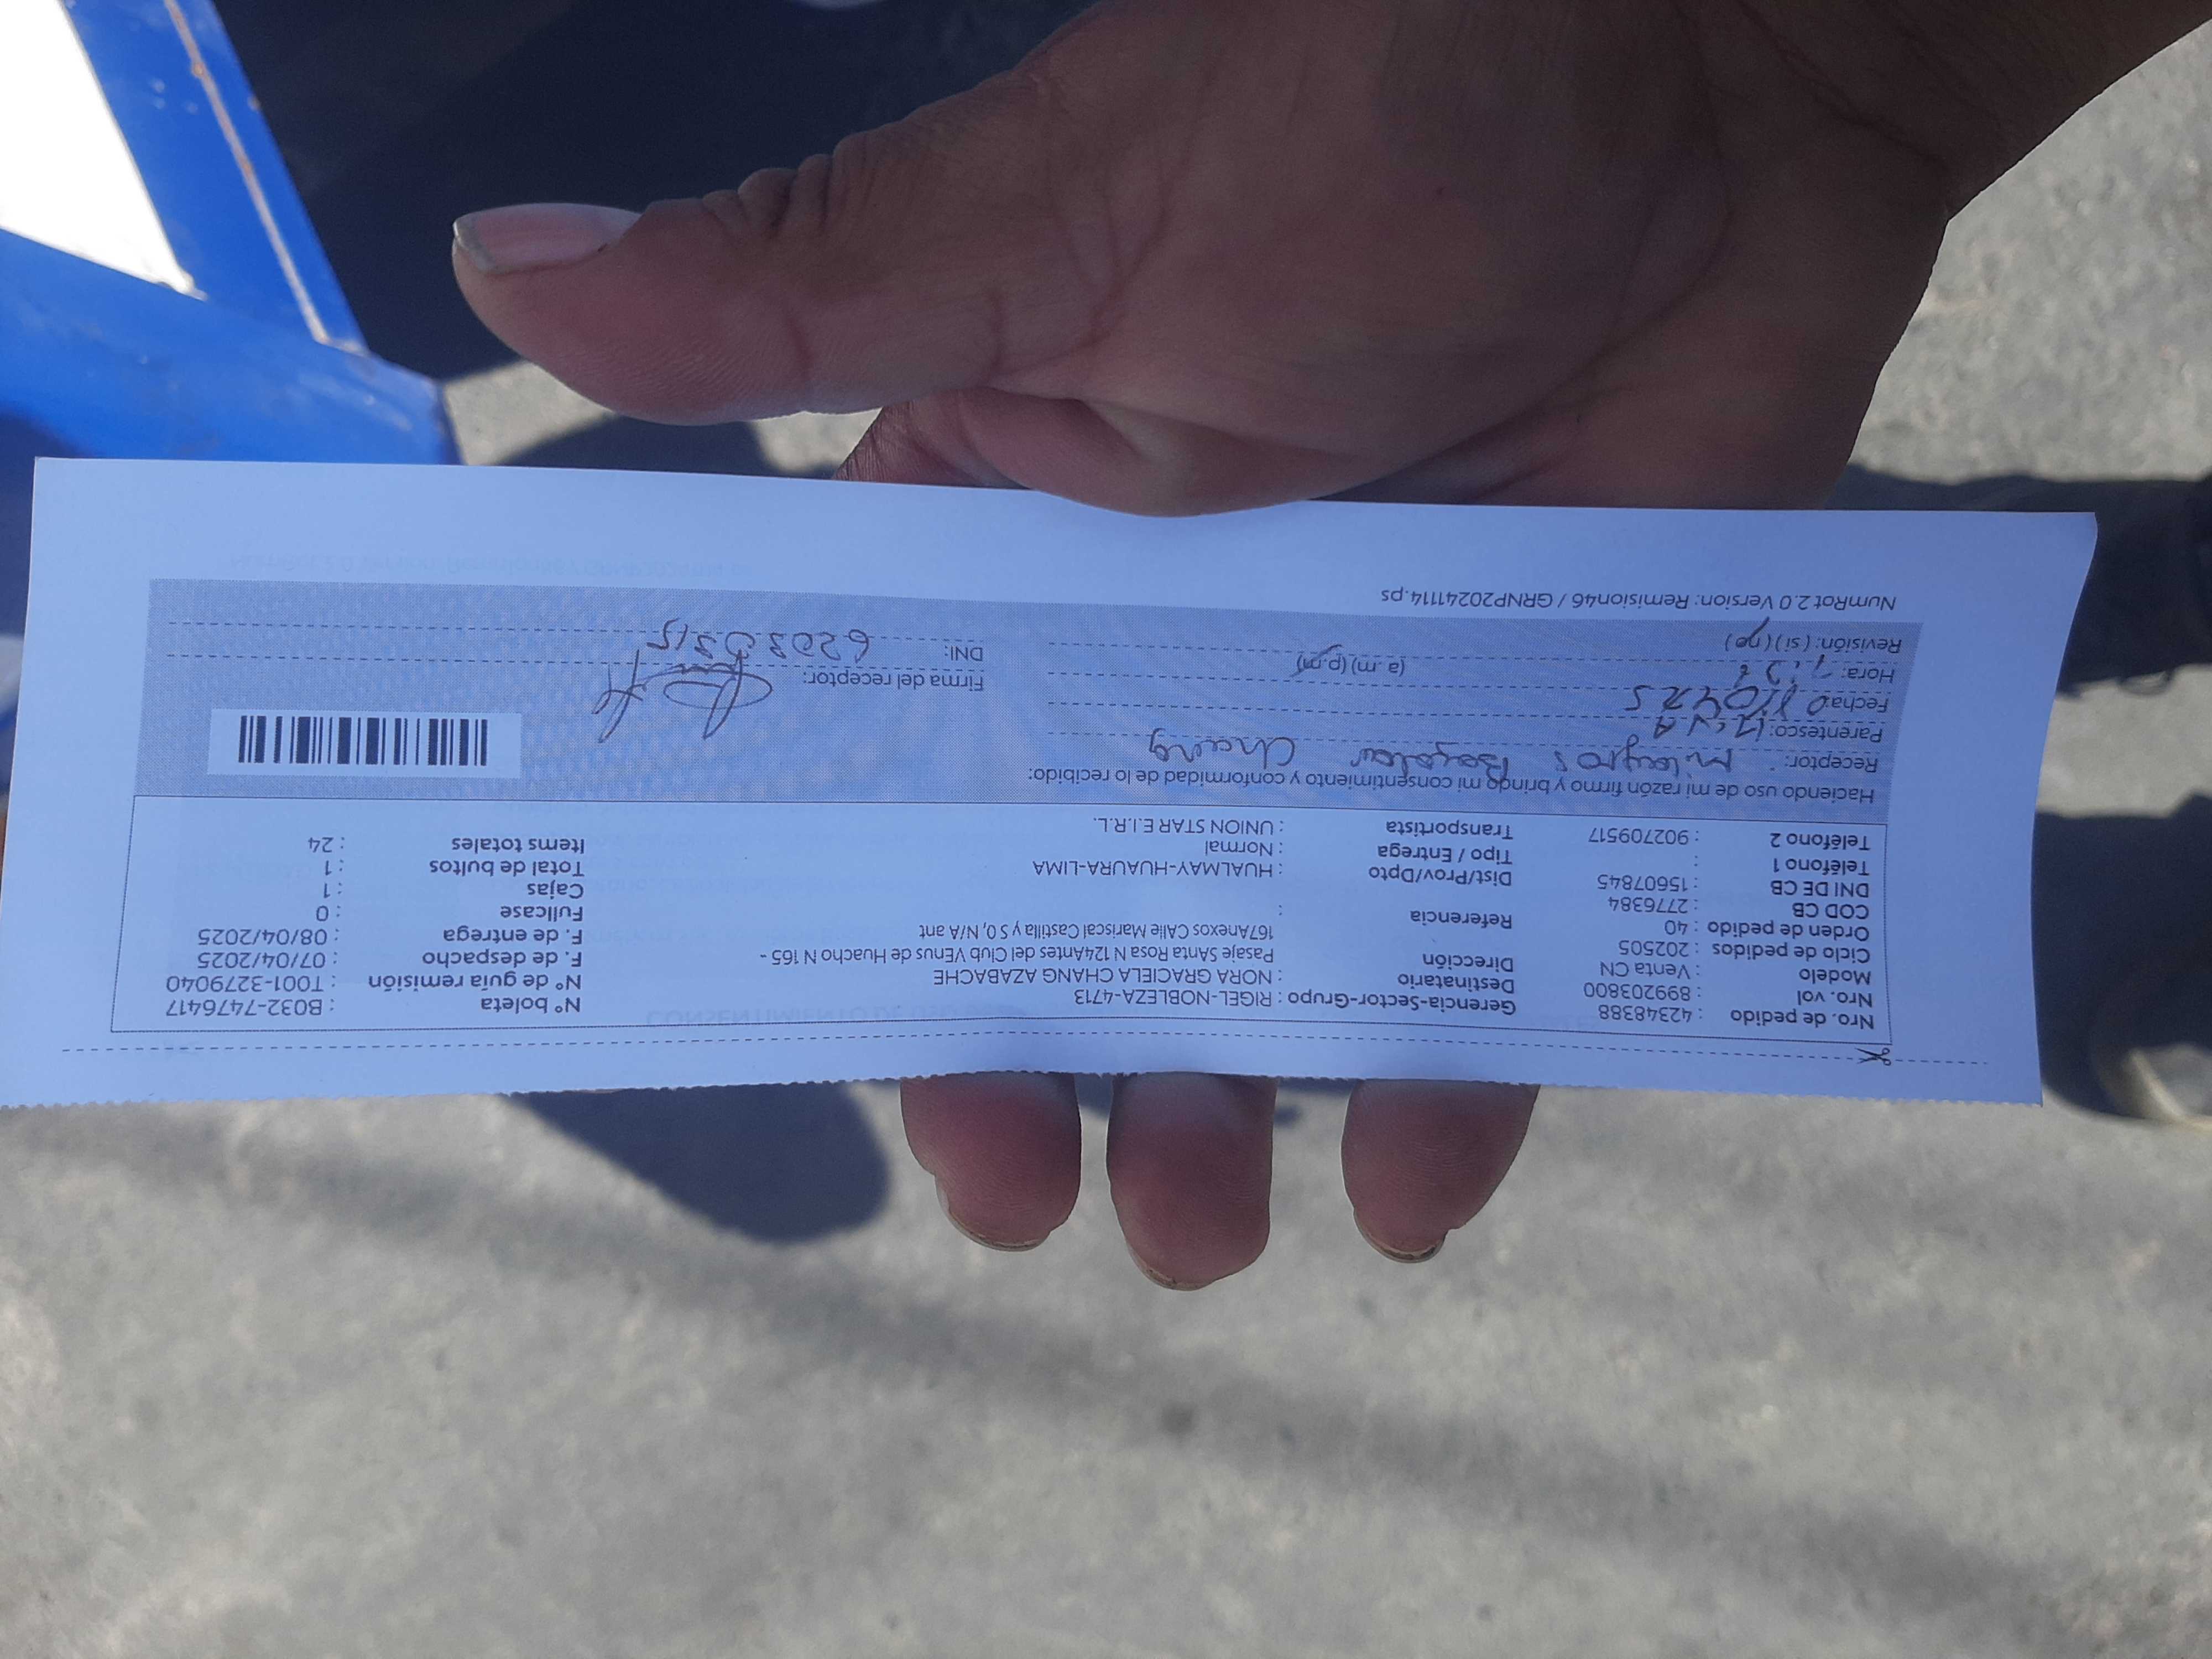 Nro. de pedido : 42348388
Nro. vol : 899203800
Modelo : Venta CN
Ciclo de pedidos : 202505
Orden de pedido : 40
COD CB : 2776384
DNI DE CB : 15607845
Teléfono 1 :
Teléfono 2 : 902709517
Gerencia-Sector-Grupo : RIGEL-NOBLEZA-4713
Destinatario : NORA GRACIELA CHANG AZABACHE
Dirección Pasaje SAnta Rosa N 124Antes del Club VEnus de Huacho N 165 -
167Anexos CAlle Mariscal Castilla y S 0, N/A ant
Referencia :
Dist/Prov/Dpto : HUALMAY-HUAURA-LIMA
Tipo / Entrega : Normal
Transportista : UNION STAR E.I.R.L.
N° boleta : B032-7476417
N° de guía remisión : T001-3279040
F. de despacho : 07/04/2025
F. de entrega : 08/04/2025
Fullcase : 0
Cajas : 1
Total de bultos : 1
Items totales : 24
Haciendo uso de mi razón firmo y brindo mi consentimiento y conformidad de lo recibido:
Receptor: Milagros Chang
Parentesco:
Fecha:
Hora: (a.m) (p.m)
Revisión: (si) (no)
Firma del receptor:
DNI:
NumRot 2.0 Version: Remision46 / GRNP20241114.ps